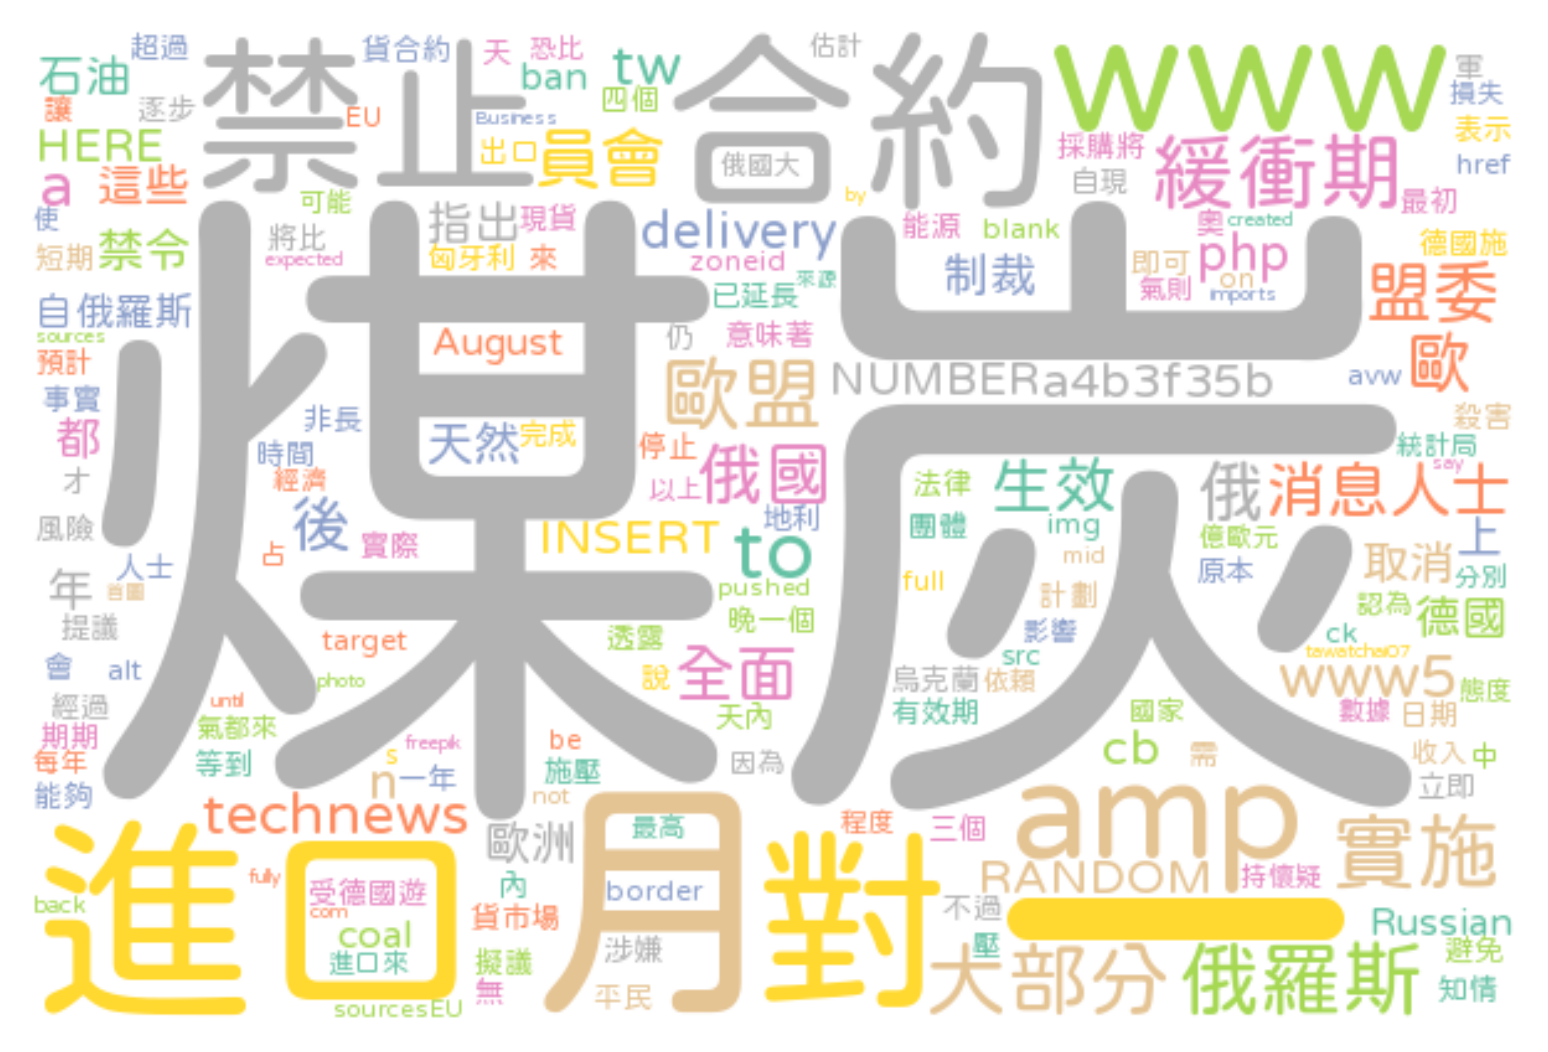 超過
石油
讓
逐步
HERE
a
這些
使
短期
禁令
自俄羅斯
sources
預計
事實
都
才
風險
年
人士
首圖
提議
會
alt
經過
期期
每年
能夠
禁止
貨合約
天
恐比
ban
tw
四個
EU
Business
出口
員會
可能
將比
expected
指出
現貨
匈牙利
來
合約
估計
俄國大
www
軍
損失
表示
href
採購將
自現
緩衝期
最初
by
delivery
zoneid
來源
已延長
仍
意味著
能源
blank
奧
created
php
on
即可
氣則
imports
制裁
德國施
盟委
歐
avw
煤炭
August
非長
時間
經濟
天然
完成
後
占
實際
歐盟
NUMBERa4b3f35b
停止
俄國
以上
地利
INSERT
to
pushed
晚一個
target
透露
說
全面
天內
photo
until
氣都來
等到
freepik
s
n
一年
be
施壓
not
因為
殺害
統計局
say
法律
生效
俄
消息人士
團體
img
億歐元
上
mid
原本
取消
分別
full
計劃
影響
認為
德國
src
ck
tawatchai07
烏克蘭
依賴
www5
態度
有效期
國家
數據
日期
cb
需
收入
中
立即
technews
歐洲
最高
程度
三個
amp
實施
RANDOM
持懷疑
進口
fully
受德國遊
com
coal
進口來
back
內
貨市場
月
border
涉嫌
平民
擬議
無
sourcesEU
對
一
不過
壓
大部分
Russian
俄羅斯
避免
知情